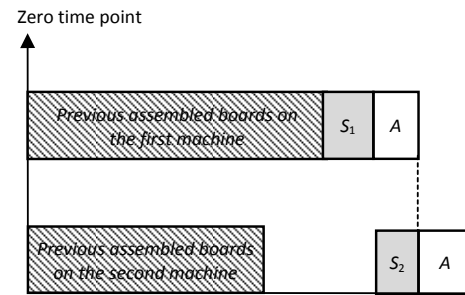 Zero time point
Previous assembled boards on
the first machine
S₁
A
Previous assembled boards
on the second machine
S₂
A